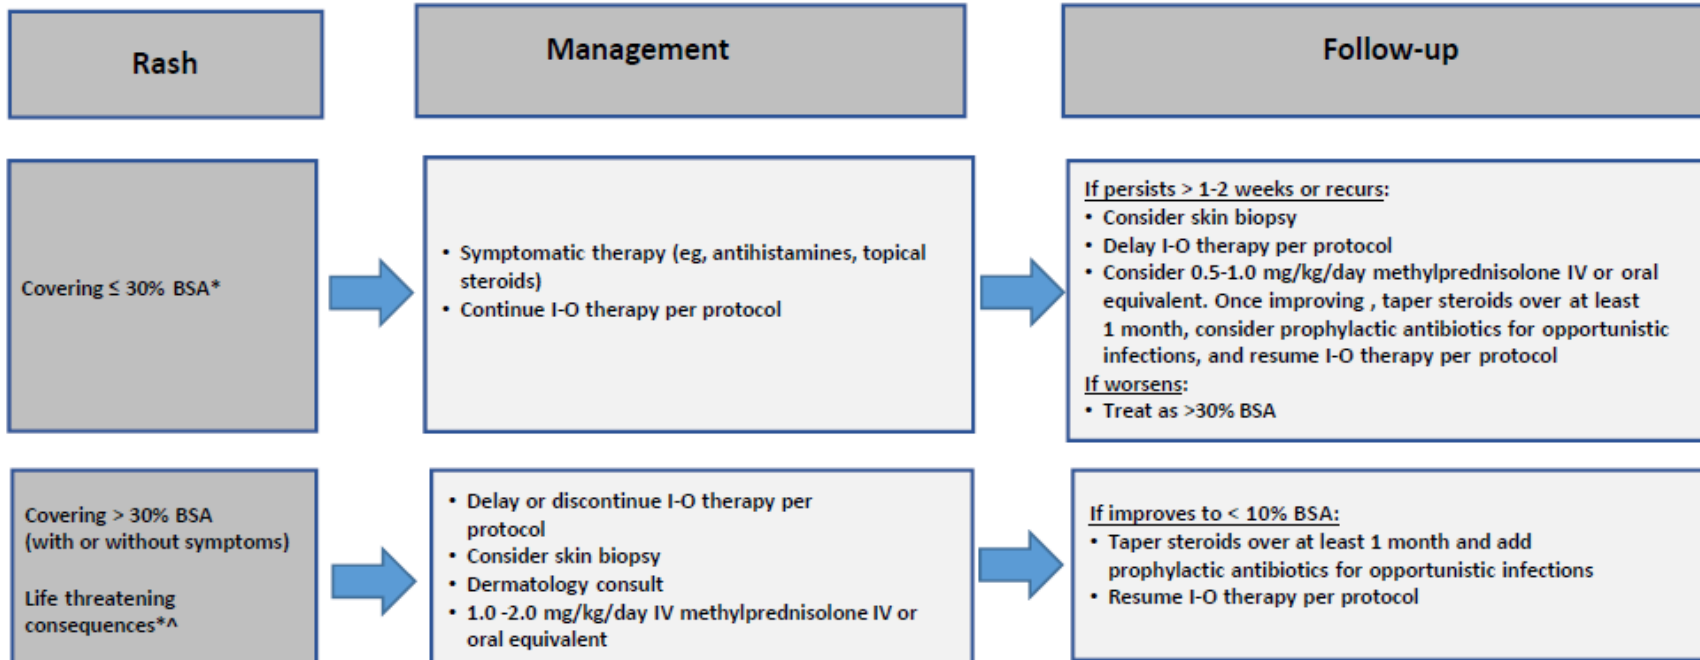 Rash
Management
Follow-up
Covering ≤ 30% BSA*
• Symptomatic therapy (eg, antihistamines, topical
steroids)
• Continue I-O therapy per protocol
If persists > 1-2 weeks or recurs:
• Consider skin biopsy
• Delay I-O therapy per protocol
• Consider 0.5-1.0 mg/kg/day methylprednisolone IV or oral
equivalent. Once improving , taper steroids over at least
1 month, consider prophylactic antibiotics for opportunistic
infections, and resume I-O therapy per protocol
If worsens:
• Treat as >30% BSA
Covering > 30% BSA
(with or without symptoms)
Life threatening
consequences*^
• Delay or discontinue I-O therapy per
protocol
• Consider skin biopsy
• Dermatology consult
• 1.0 -2.0 mg/kg/day IV methylprednisolone IV or
oral equivalent
If improves to < 10% BSA:
• Taper steroids over at least 1 month and add
prophylactic antibiotics for opportunistic infections
• Resume I-O therapy per protocol